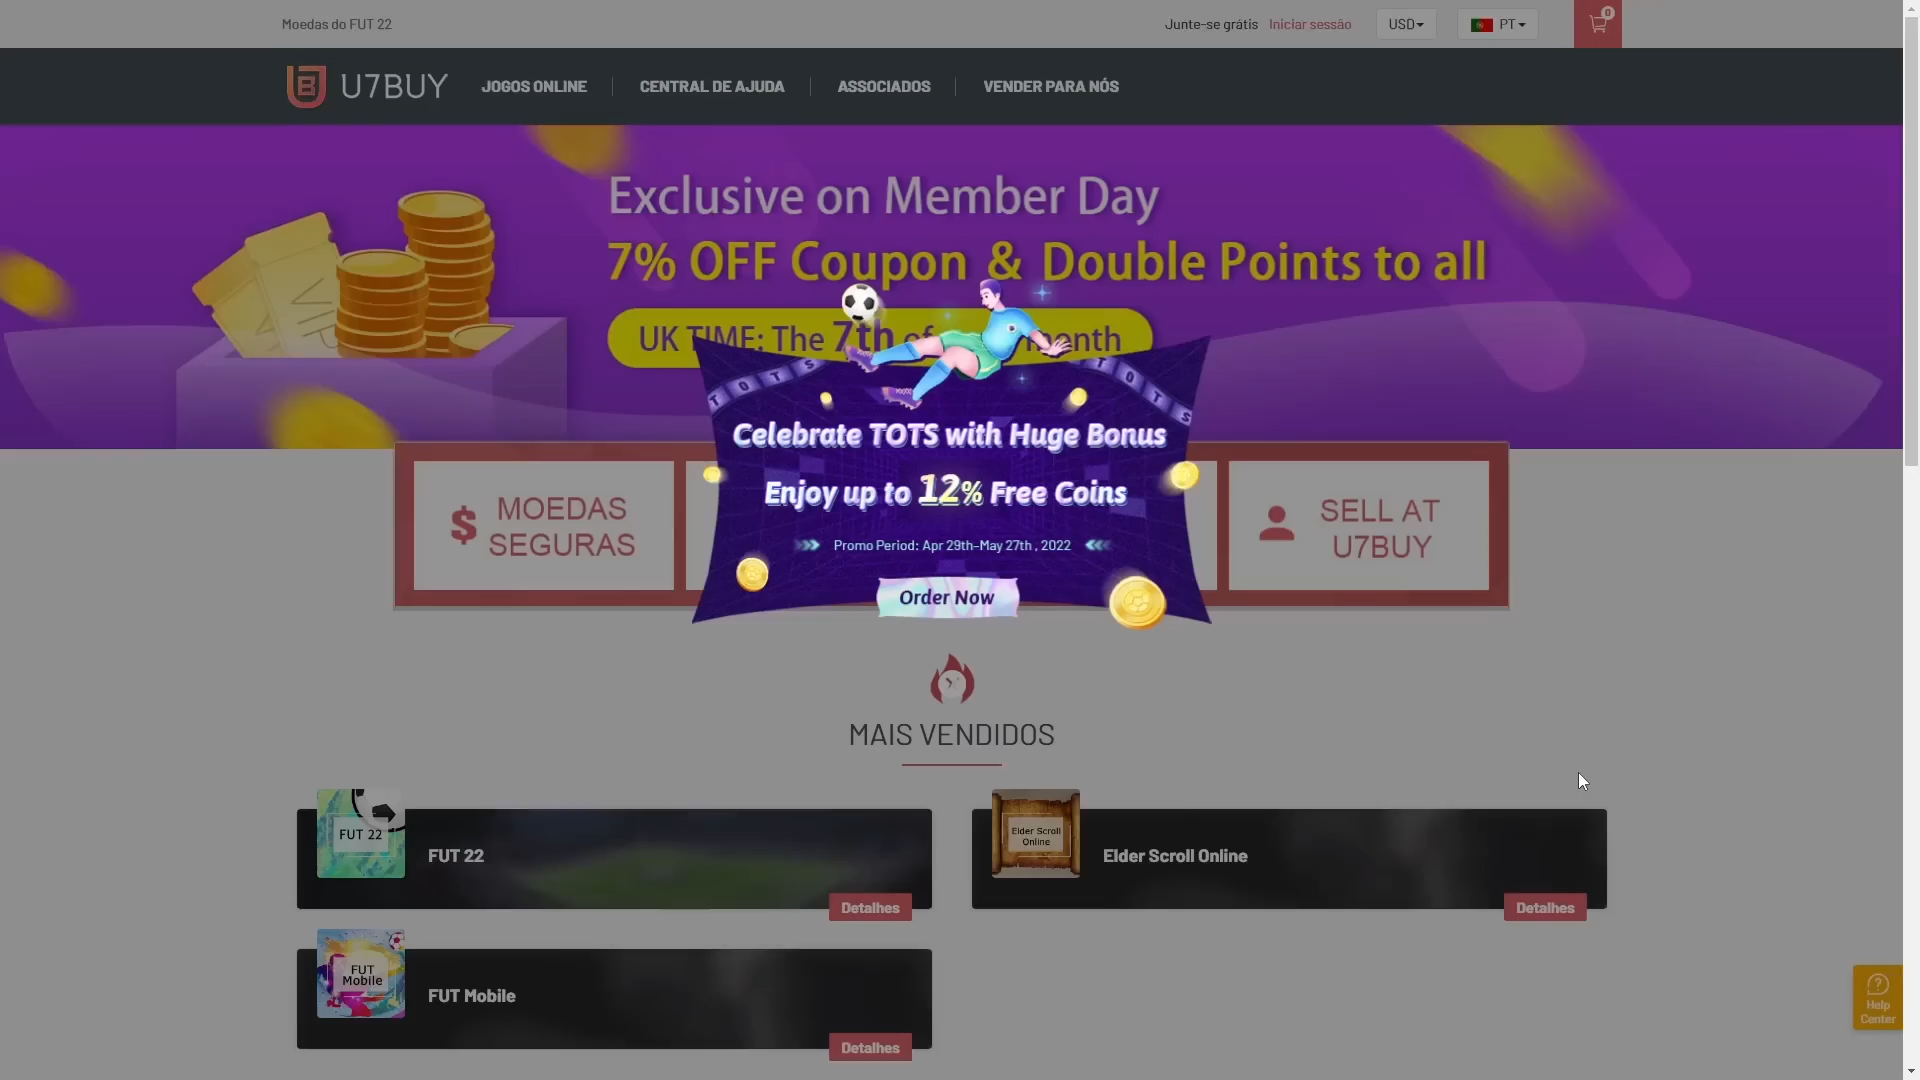 Moedas do FUT 22
Junte-se grátis Iniciar sessão USD PT 0
U7BUY JOGOS ONLINE CENTRAL DE AJUDA ASSOCIADOS VENDER PARA NÓS
Exclusive on Member Day
7% OFF Coupon & Double Points to all
UK TIME: The 7th of month
TOTS TOTS
Celebrate TOTS with Huge Bonus
Enjoy up to 12% Free Coins
Promo Period: Apr 29th-May 27th , 2022
Order Now
MOEDAS
SEGURAS
SELL AT
U7BUY
MAIS VENDIDOS
FUT 22
FUT 22
Detalhes
Elder Scroll
Online
Elder Scroll Online
Detalhes
FUT
Mobile
FUT Mobile
Detalhes
Help
Center